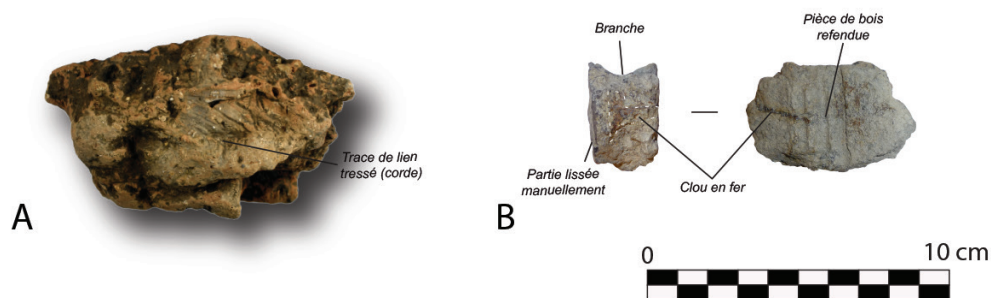 Trace de lien
tressé (corde)
A
Branche
Pièce de bois
refendue
Partie lissée
manuellement
Clou en fer
B
0
10 cm